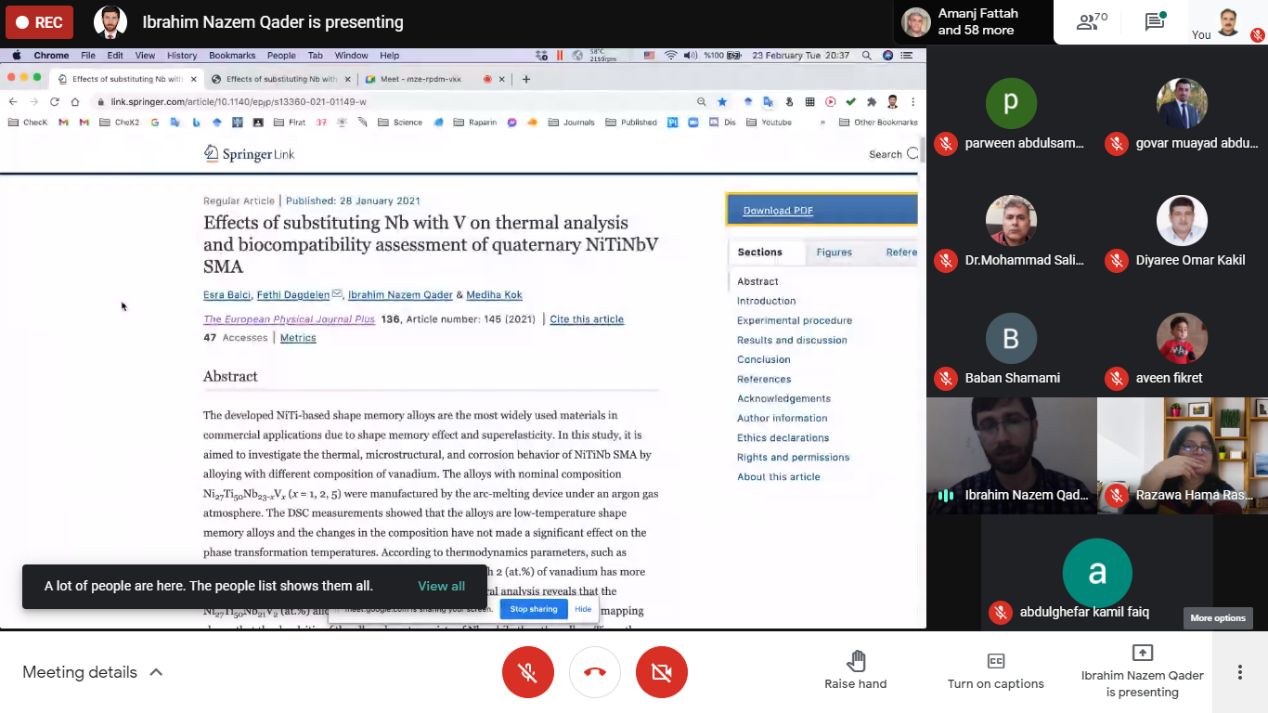 REC
Ibrahim Nazem Qader is presenting
Amanj Fattah
and 58 more
70
You
Chrome File Edit View History Bookmarks People Tab Window Help
58°C
%100
23 February Tue 20:37
Effects of substituting Nb with
Effects of substituting Nb with
Meet - mze-rpdm-vkk
link.springer.com/article/10.1140/epjp/s13360-021-01149-w
ChecK
CheK2
Firat
37
Science
Raparin
Journals
Published
Dis
Youtube
Other Bookmarks
Springer Link
Search
Regular Article | Published: 28 January 2021
Effects of substituting Nb with V on thermal analysis
and biocompatibility assessment of quaternary NiTiNbV
SMA
Esra Balci, Fethi Dagdelen, Ibrahim Nazem Qader & Mediha Kok
The European Physical Journal Plus 136, Article number: 145 (2021) | Cite this article
47 Accesses | Metrics
Abstract
The developed NiTi-based shape memory alloys are the most widely used materials in
commercial applications due to shape memory effect and superelasticity. In this study, it is
aimed to investigate the thermal, microstructural, and corrosion behavior of NiTiNb SMA by
alloying with different composition of vanadium. The alloys with nominal composition
Ni₂₇Ti₅₀Nb₂₃₋ₓVₓ (x = 1, 2, 5) were manufactured by the arc-melting device under an argon gas
atmosphere. The DSC measurements showed that the alloys are low-temperature shape
memory alloys and the changes in the composition have not made a significant effect on the
phase transformation temperatures. According to thermodynamics parameters, such as
h 2 (at.%) of vanadium has more
al analysis reveals that the
Ni₂₇Ti₅₀Nb₂₁V₂ (at.%)
mapping
Download PDF
Sections Figures Refere
Abstract
Introduction
Experimental procedure
Results and discussion
Conclusion
References
Acknowledgements
Author information
Ethics declarations
Rights and permissions
About this article
A lot of people are here. The people list shows them all. View all
meet.google.com is sharing your screen. Stop sharing Hide
p
parween abdulsam...
govar muayad abdu...
Dr.Mohammad Sali...
Diyaree Omar Kakil
B
Baban Shamami
aveen fikret
Ibrahim Nazem Qad...
Razawa Hama Ras...
a
abdulghefar kamil faiq
More options
Meeting details
Raise hand
Turn on captions
Ibrahim Nazem Qader
is presenting